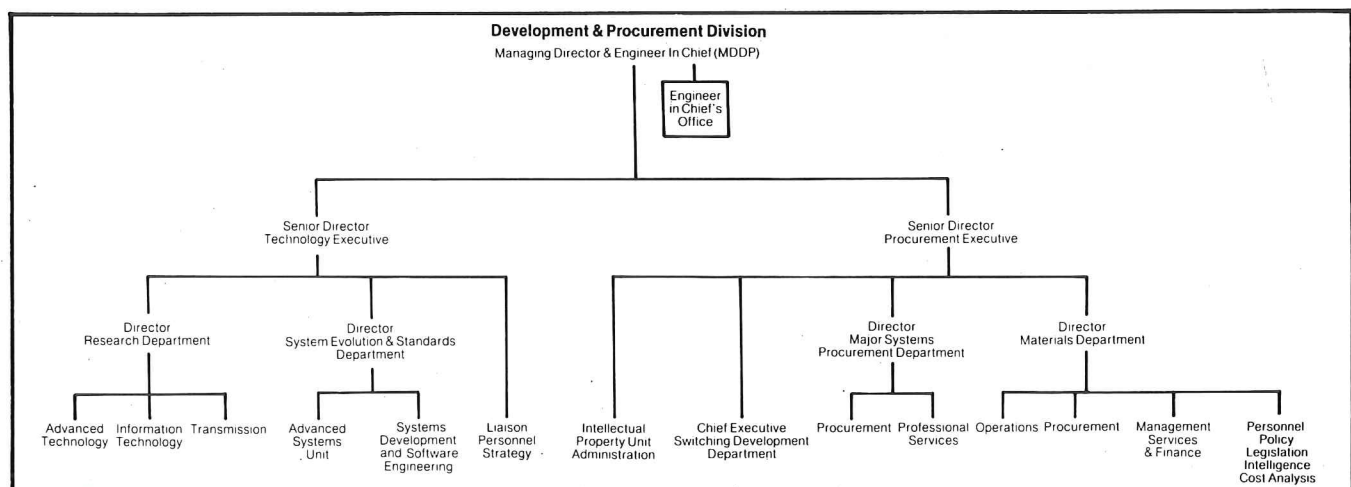 Development & Procurement Division
Managing Director & Engineer In Chief (MDDP)
Engineer
in Chief's
Office
Senior Director
Technology Executive
Senior Director
Procurement Executive
Director
Research Department
Director
System Evolution & Standards
Department
Director
Major Systems
Procurement Department
Director
Materials Department
Advanced
Technology
Information
Technology
Transmission
Advanced
Systems
Unit
Systems
Development
and Software
Engineering
Liaison
Personnel
Strategy
Intellectual
Property Unit
Administration
Chief Executive
Switching Development
Department
Procurement
Professional
Services
Operations
Procurement
Management
Services
& Finance
Personnel
Policy
Legislation
Intelligence
Cost Analysis